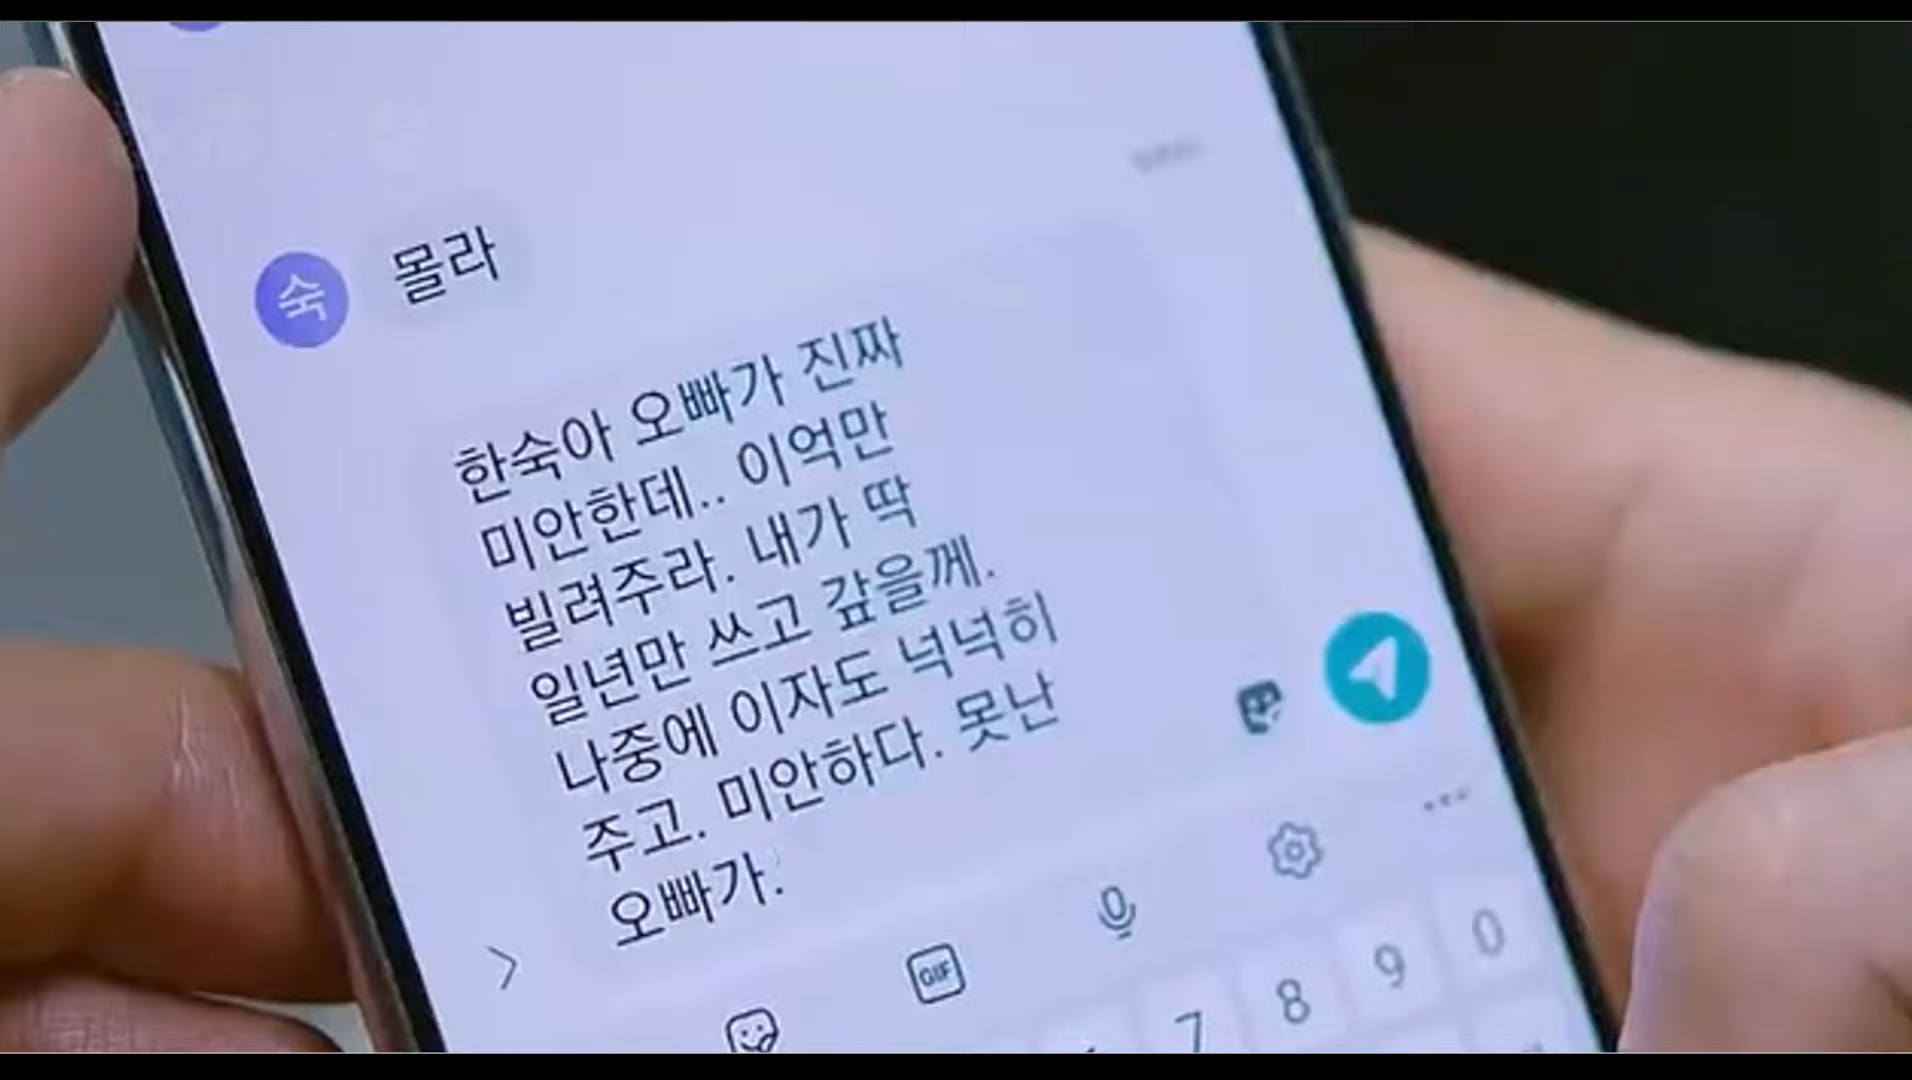 숙
몰라
한숙아 오빠가 진짜
미안한데.. 이억만
빌려주라. 내가 딱
일년만 쓰고 갚을께.
나중에 이자도 넉넉히
주고. 미안하다. 못난
오빠가.
GIF
7 8 9 0